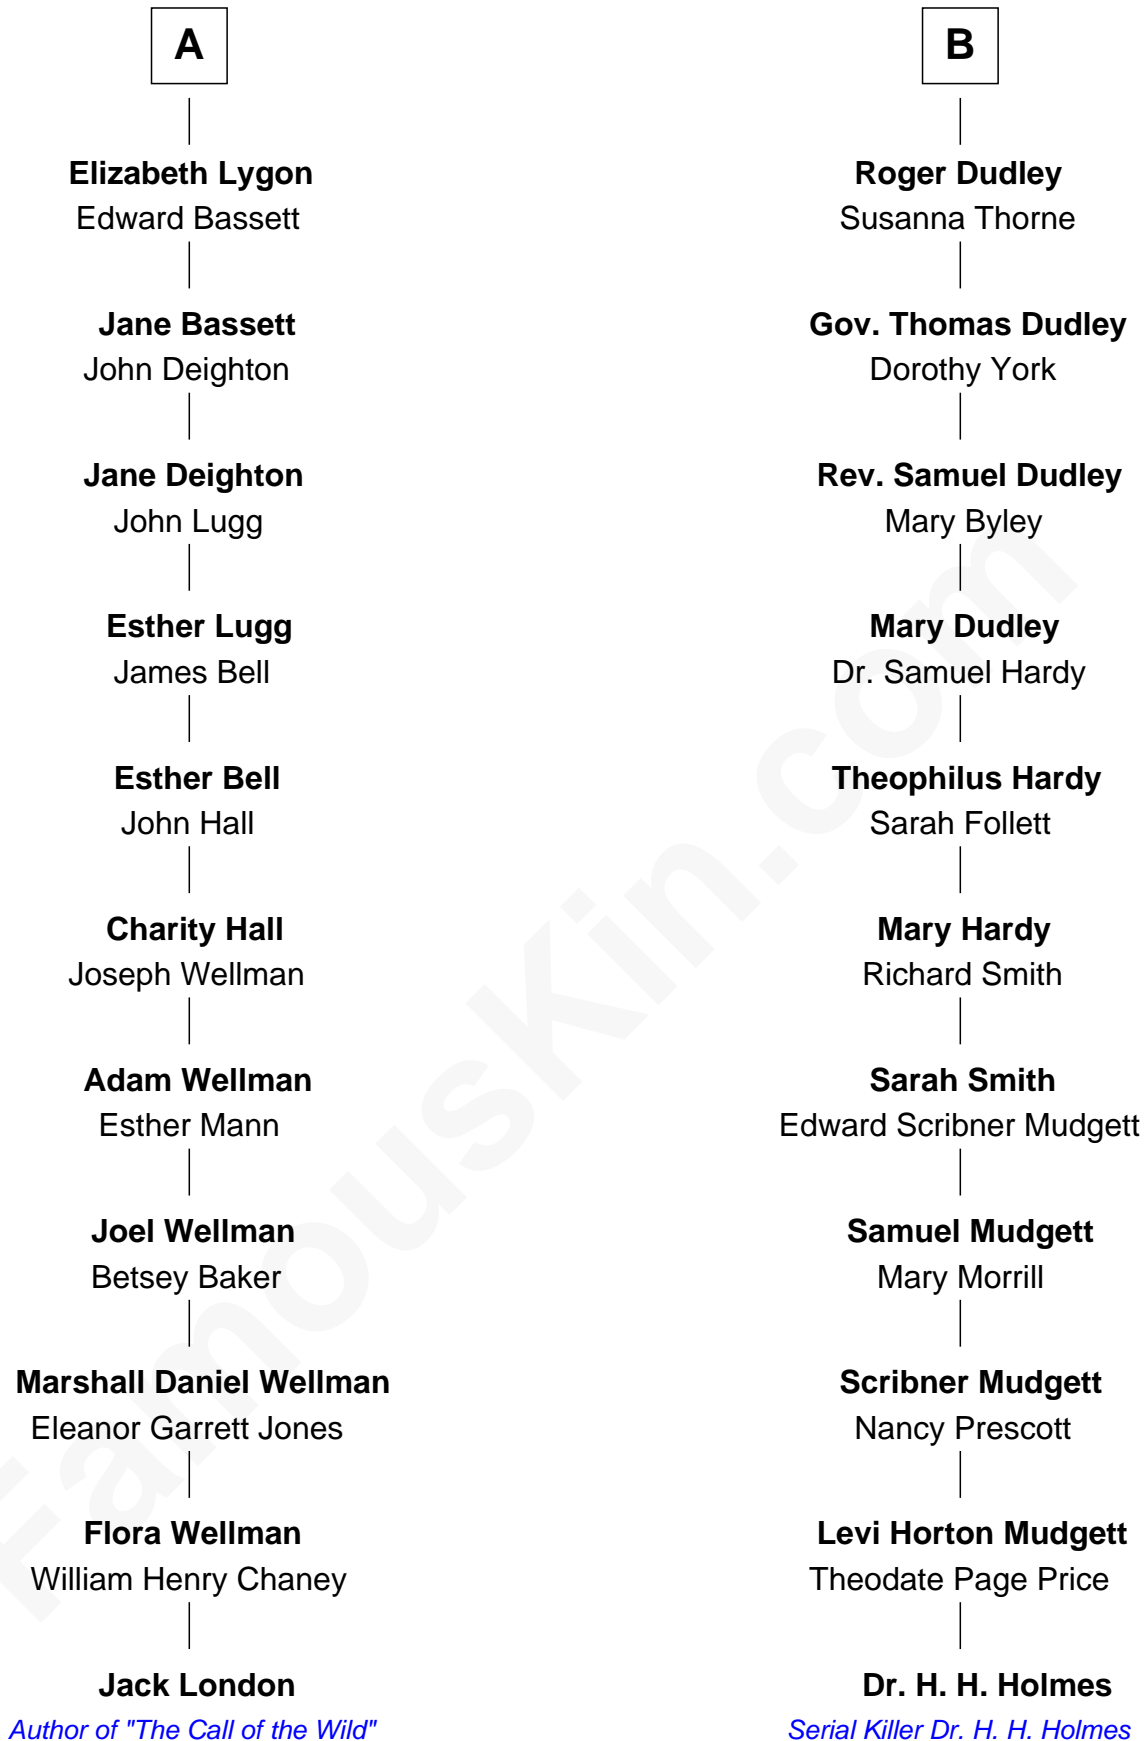 A
Elizabeth Lygon
Edward Bassett
Jane Bassett
John Deighton
Jane Deighton
John Lugg
Esther Lugg
James Bell
Esther Bell
John Hall
Charity Hall
Joseph Wellman
Adam Wellman
Esther Mann
Joel Wellman
Betsey Baker
Marshall Daniel Wellman
Eleanor Garrett Jones
Flora Wellman
William Henry Chaney
Jack London
Author of "The Call of the Wild"
B
Roger Dudley
Susanna Thorne
Gov. Thomas Dudley
Dorothy York
Rev. Samuel Dudley
Mary Byley
Mary Dudley
Dr. Samuel Hardy
Theophilus Hardy
Sarah Follett
Mary Hardy
Richard Smith
Sarah Smith
Edward Scribner Mudgett
Samuel Mudgett
Mary Morrill
Scribner Mudgett
Nancy Prescott
Levi Horton Mudgett
Theodate Page Price
Dr. H. H. Holmes
Serial Killer Dr. H. H. Holmes
FamousKin.com